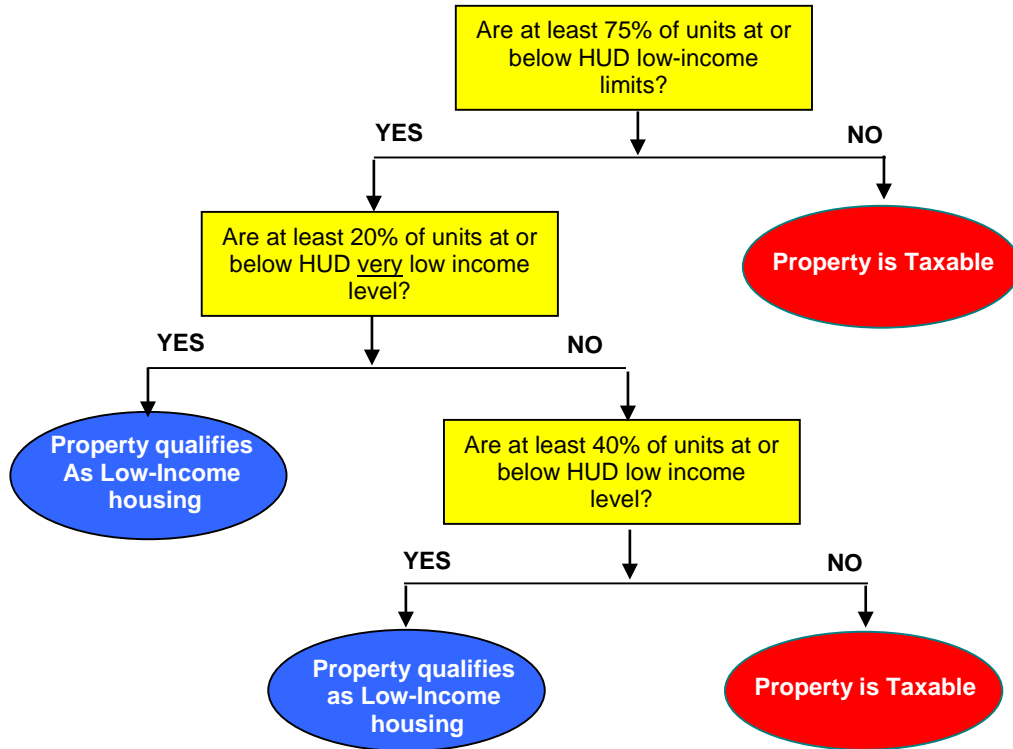 Are at least 75% of units at or
below HUD low-income
limits?
YES
NO
Are at least 20% of units at or
below HUD very low income
level?
Property is Taxable
YES
NO
Property qualifies
As Low-Income
housing
Are at least 40% of units at or
below HUD low income
level?
YES
NO
Property qualifies
as Low-Income
housing
Property is Taxable